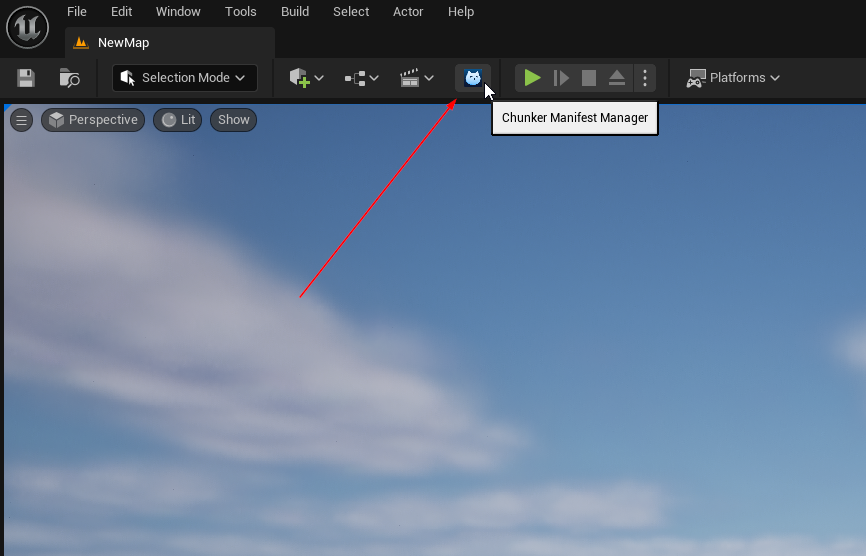 File Edit Window Tools Build Select Actor Help
NewMap
Selection Mode Platforms
Chunker Manifest Manager
Perspective Lit Show